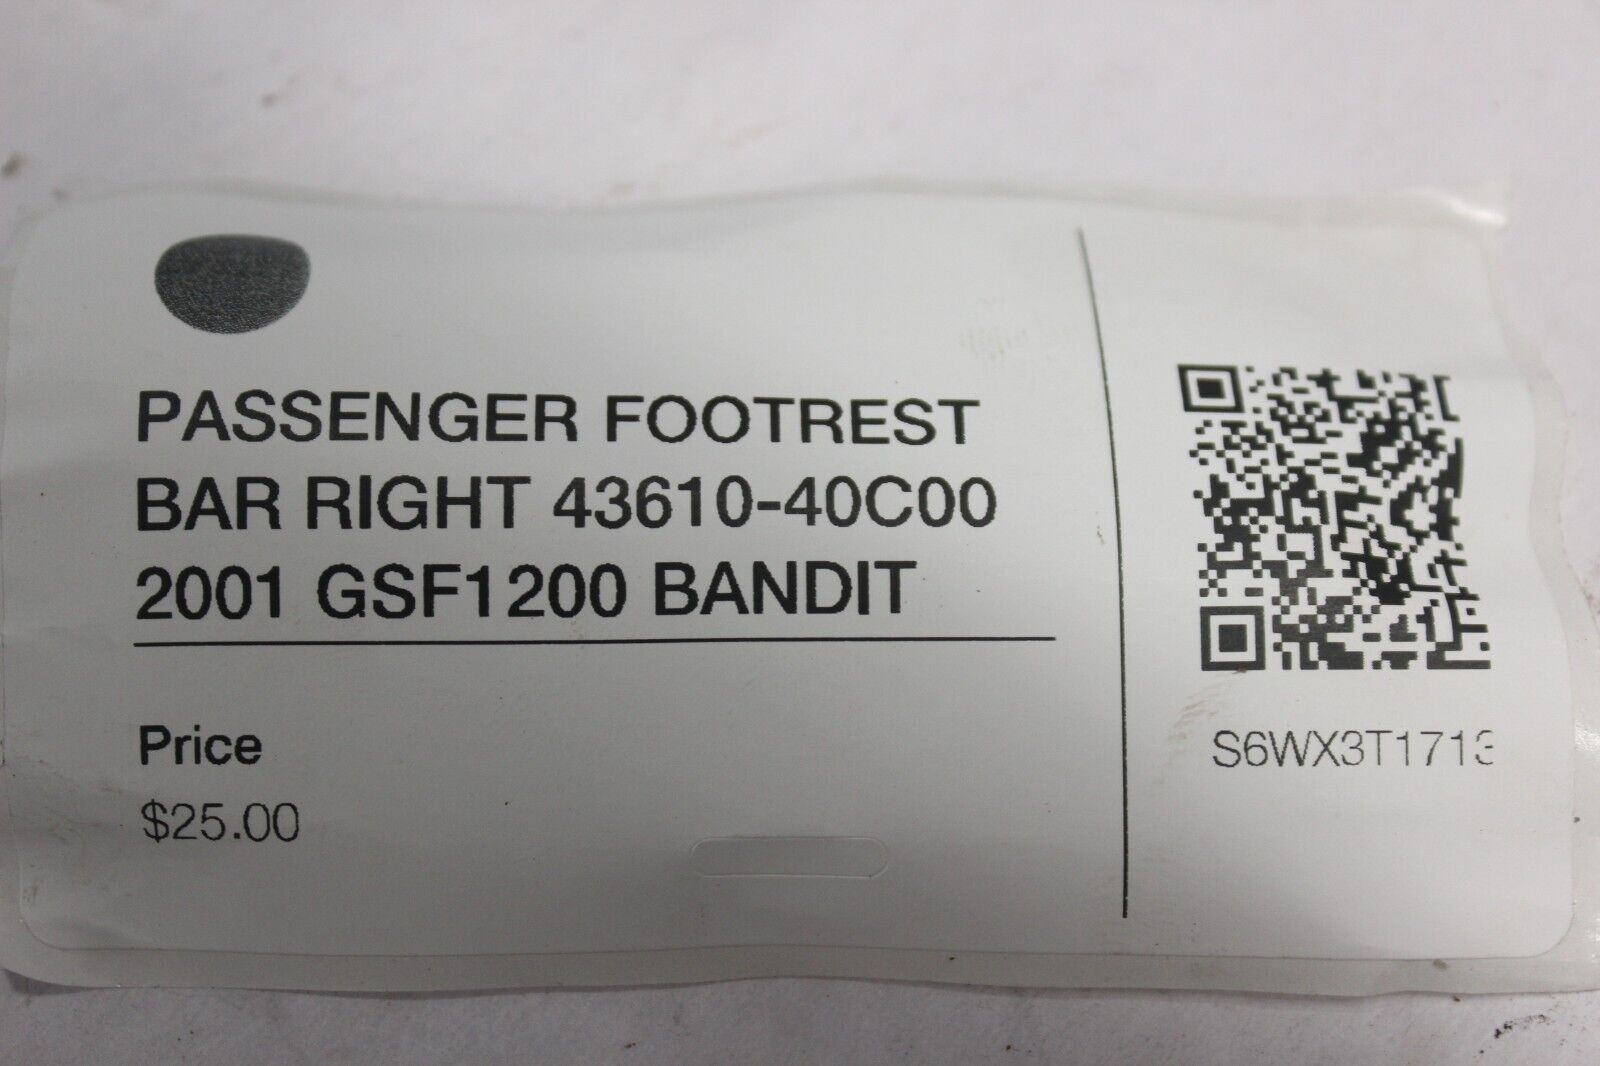 PASSENGER FOOTREST
BAR RIGHT 43610-40C00
2001 GSF1200 BANDIT
Price
$25.00
S6WX3T1713